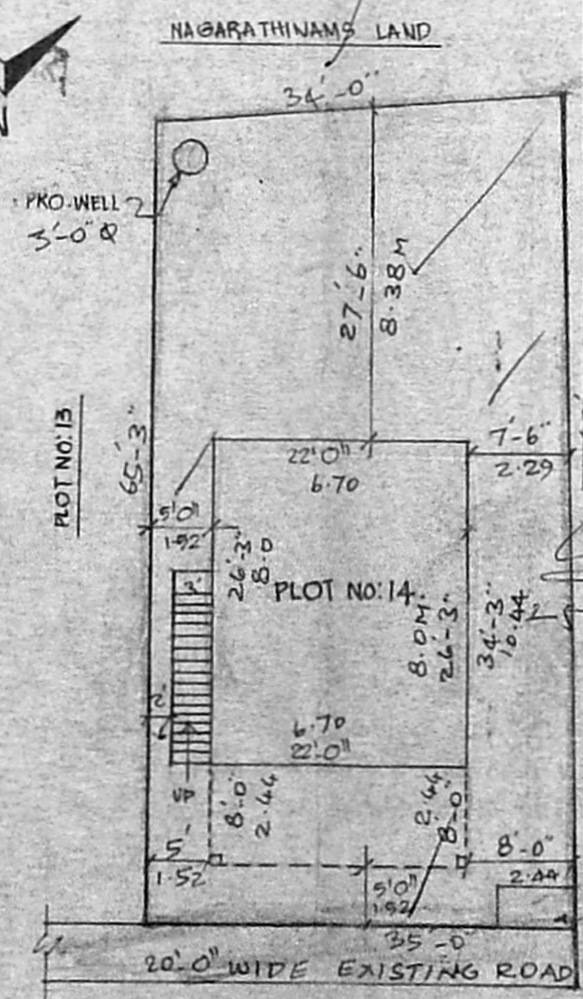 NAGARATHINAMS LAND
34'-0"
N
PRO.WELL
3'-0" Φ
27'-6"
8.38 M
PLOT NO:13
65'-3"
22'0"
6.70
7'-6"
2.29
5'0"
1.52
26'-3"
8.0
3'
PLOT NO:14.
8.0M.
26'-3"
34'-3"
10.44
2'
6.70
22'0"
UP
8'-0"
2.44
2.44
8'-0"
5'
1.52
5'0"
1.52
8'-0"
2.44
35'-0"
20'-0" WIDE EXISTING ROAD